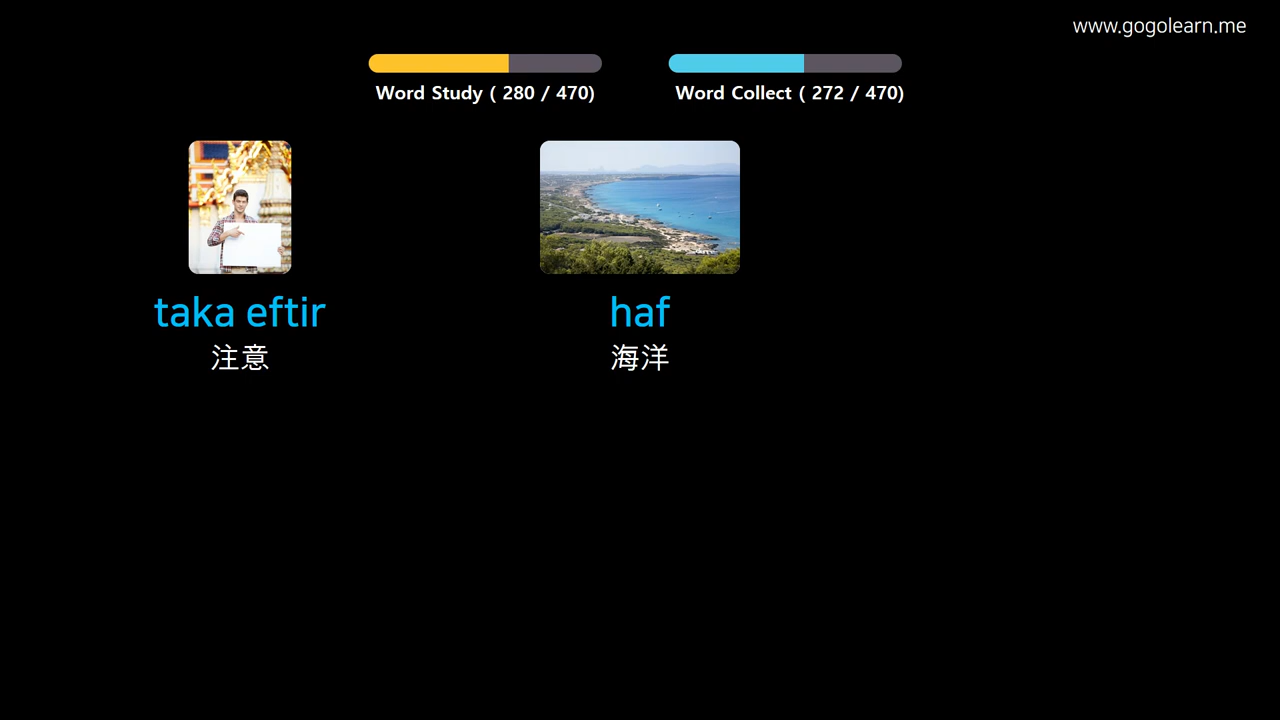 www.gogolearn.me
Word Study ( 280 / 470)
Word Collect ( 272 / 470)
taka eftir
注意
haf
海洋